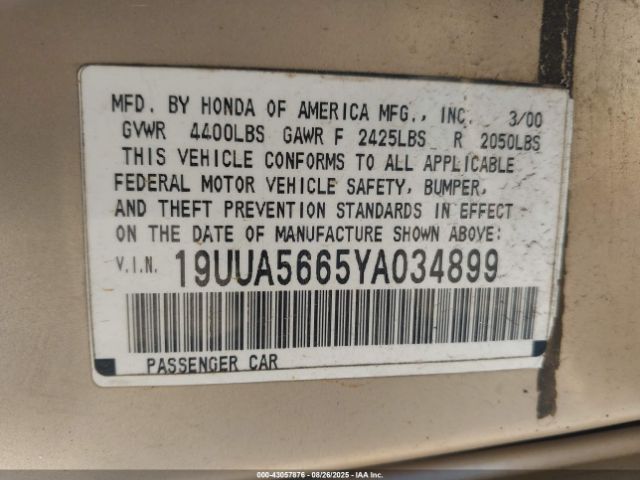 MFD. BY HONDA OF AMERICA MFG., INC. 3/00
GVWR 4400LBS GAWR F 2425LBS R 2050LBS
THIS VEHICLE CONFORMS TO ALL APPLICABLE
FEDERAL MOTOR VEHICLE SAFETY, BUMPER,
AND THEFT PREVENTION STANDARDS IN EFFECT
ON THE DATE OF MANUFACTURE SHOWN ABOVE:
V.I.N. 19UUA5665YA034899
PASSENGER CAR
000-43057876 - 08/26/2025 - IAA Inc.